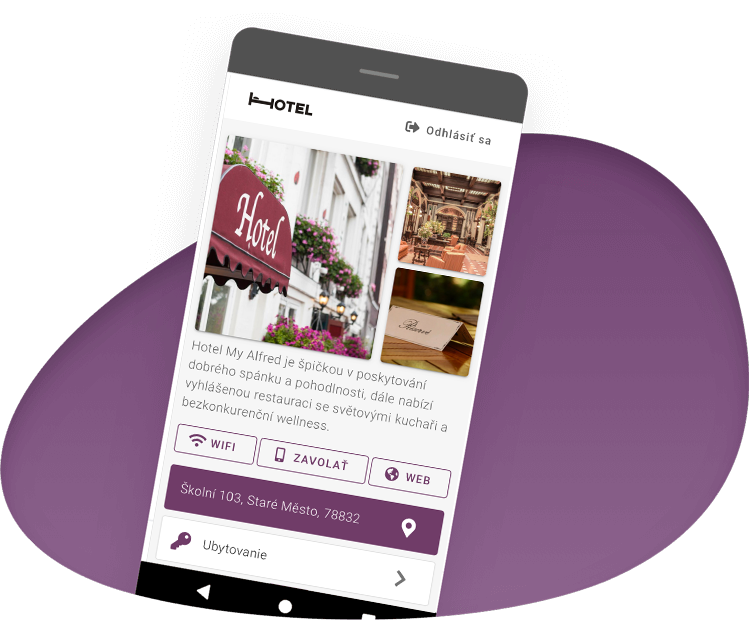 HOTEL
Odhlásiť sa
Hotel
Réservé
Hotel My Alfred je špičkou v poskytování
dobrého spánku a pohodlnosti, dále nabízí
vyhlášenou restauraci se světovými kuchaři a
bezkonkurenční wellness.
WIFI
ZAVOLAŤ
WEB
Školní 103, Staré Město, 78832
Ubytovanie